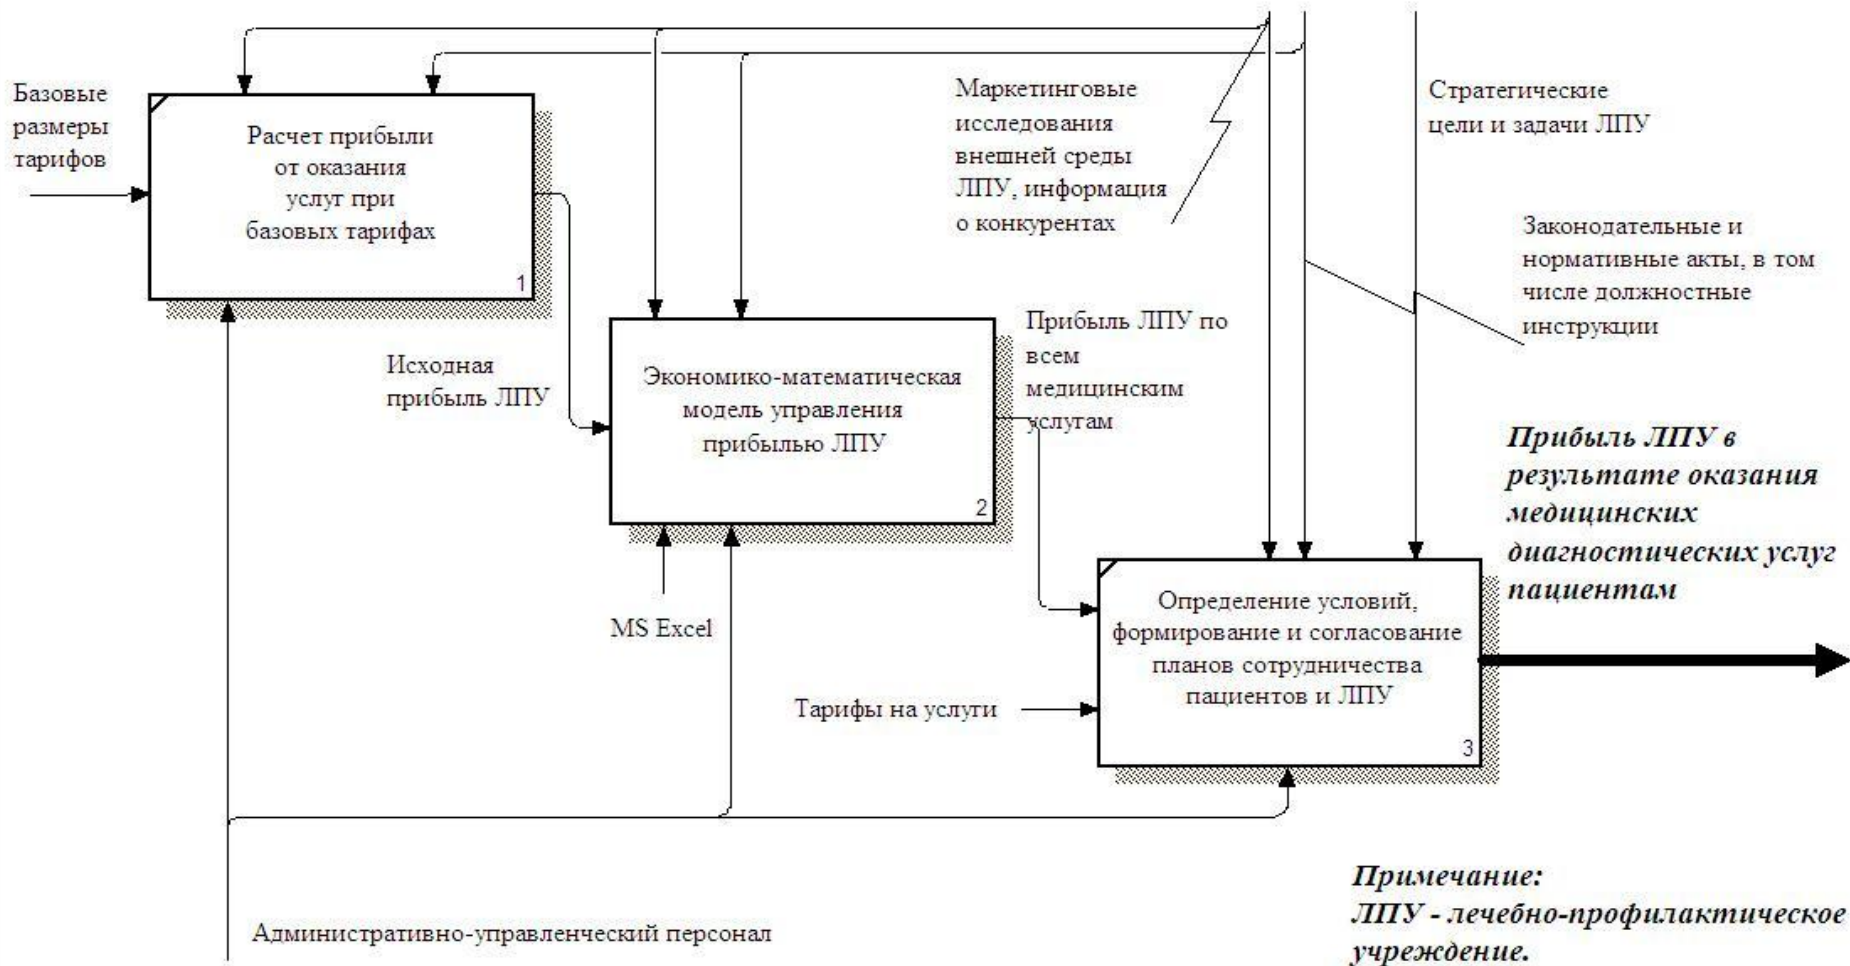 Базовые
размеры
тарифов
Расчет прибыли
от оказания
услуг при
базовых тарифах
1
Маркетинговые
исследования
внешней среды
ЛПУ, информация
о конкурентах
Стратегические
цели и задачи ЛПУ
Законодательные и
нормативные акты, в том
числе должностные
инструкции
Исходная
прибыль ЛПУ
Экономико-математическая
модель управления
прибылью ЛПУ
2
Прибыль ЛПУ по
всем
медицинским
услугам
MS Excel
Прибыль ЛПУ в
результате оказания
медицинских
диагностических услуг
пациентам
Определение условий,
формирование и согласование
планов сотрудничества
пациентов и ЛПУ
3
Тарифы на услуги
Административно-управленческий персонал
Примечание:
ЛПУ - лечебно-профилактическое
учреждение.